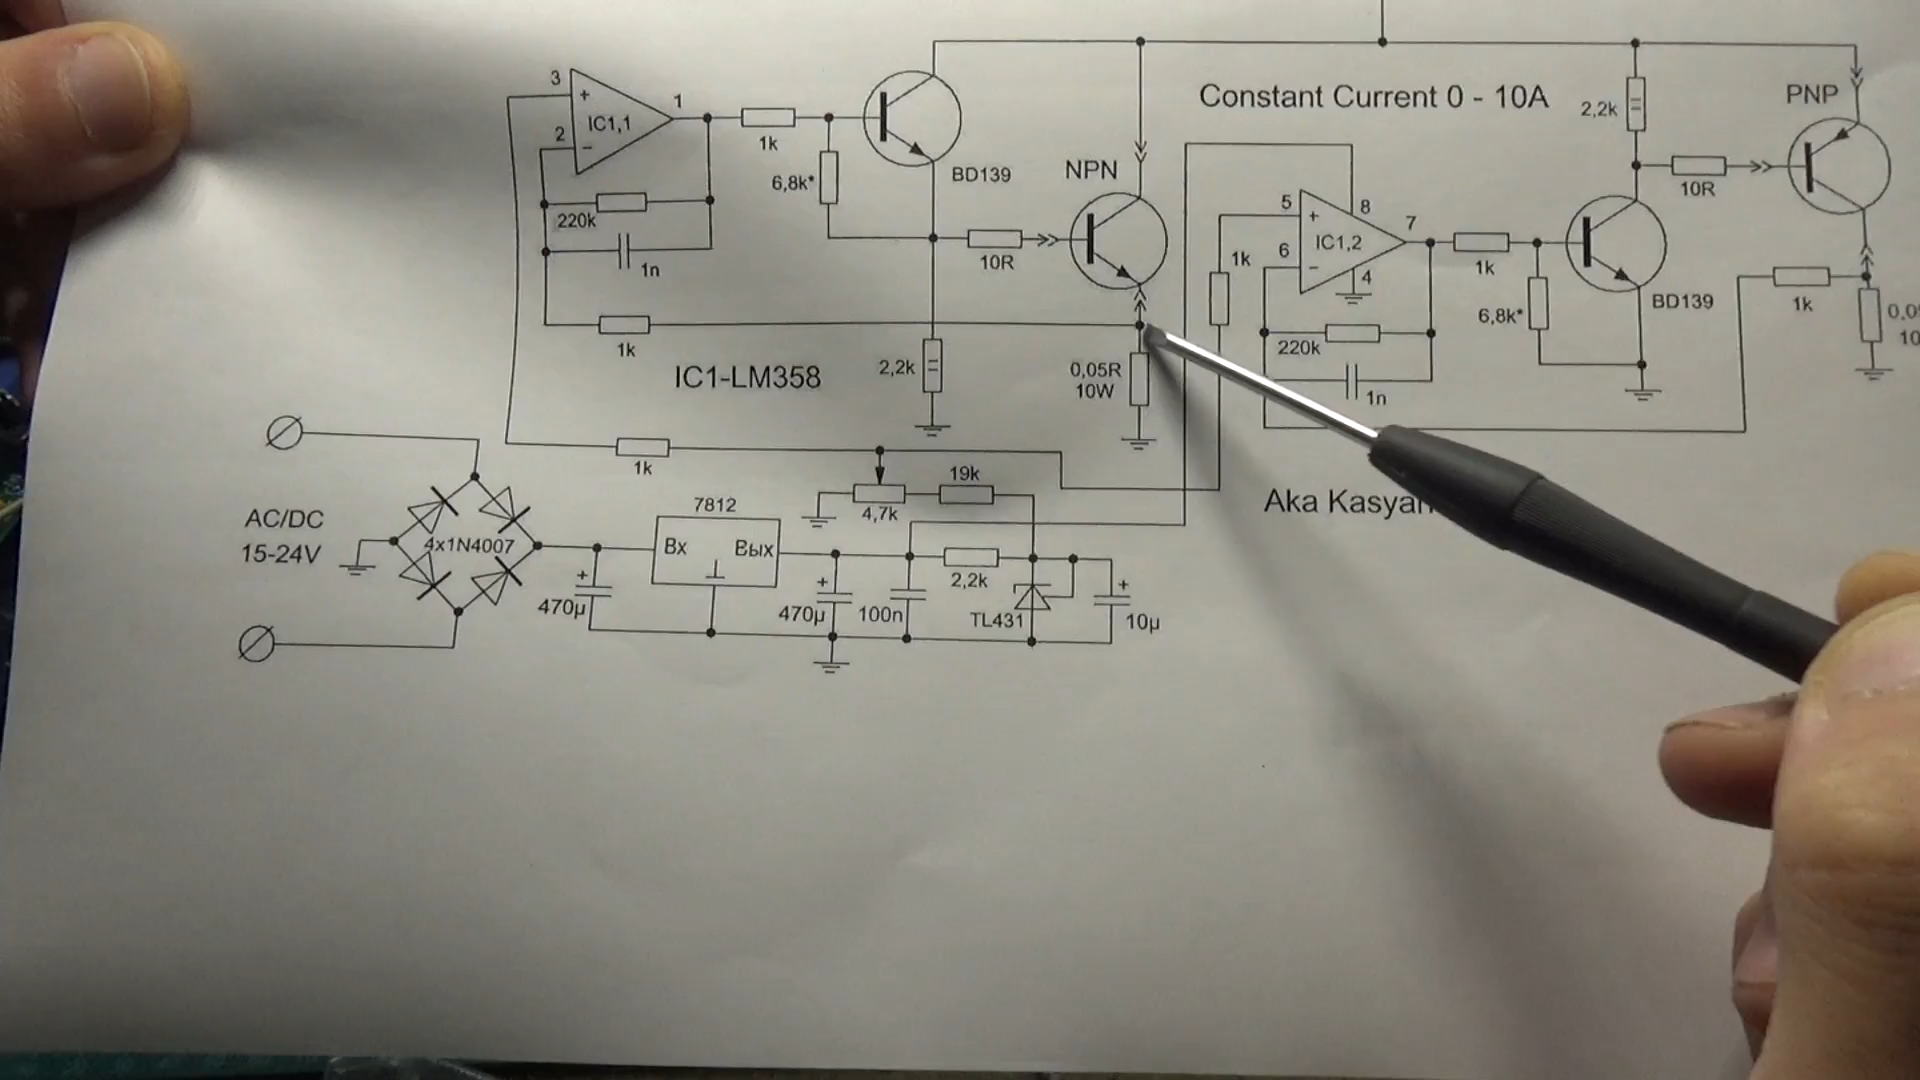 3
+
IC1,1
2
−
1
1k
6,8k*
BD139
220k
1n
1k
10R
NPN
2,2k
0,05R
10W
IC1-LM358
Constant Current 0 - 10A
5
+
IC1,2
6
−
8
4
7
1k
220k
1n
1k
6,8k*
BD139
2,2k
10R
PNP
1k
10
Aka
1k
4,7k
19k
AC/DC
15-24V
4x1N4007
+
470µ
7812
Вх
Вых
+
470µ
100n
2,2k
TL431
+
10µ